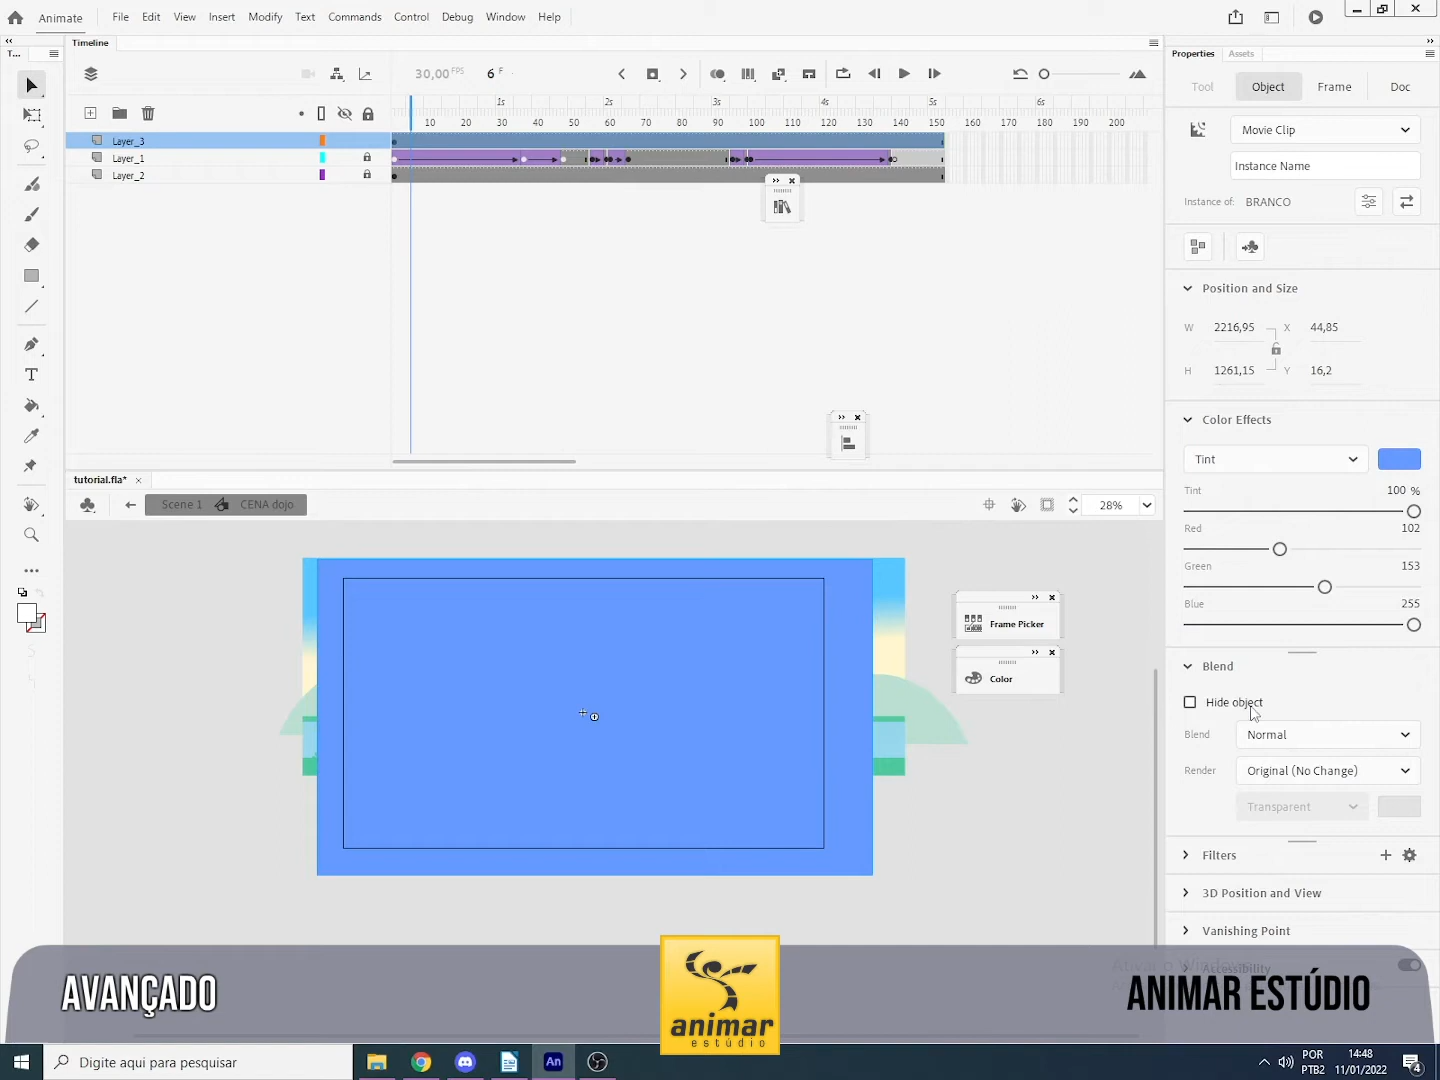 Animate
File Edit View Insert Modify Text Commands Control Debug Window Help
T...
Timeline
Properties Assets
30,00 FPS 6 F
Tool Object Frame Doc
1s 2s 3s 4s 5s 6s
10 20 30 40 50 60 70 80 90 100 110 120 130 140 150 160 170 180 190 200
Layer_3
Layer_1
Layer_2
Movie Clip
Instance Name
Instance of: BRANCO
Position and Size
W 2216,95 X 44,85
H 1261,15 Y 16,2
Color Effects
Tint
Tint 100 %
Red 102
Green 153
Blue 255
tutorial.fla*
Scene 1 CENA dojo
28%
Frame Picker
Color
Blend
Hide object
Blend Normal
Render Original (No Change)
Transparent
Filters
3D Position and View
Vanishing Point
Accessibility
AVANÇADO
animar
estúdio
ANIMAR ESTÚDIO
Digite aqui para pesquisar
An
POR
PTB2
14:48
11/01/2022
4